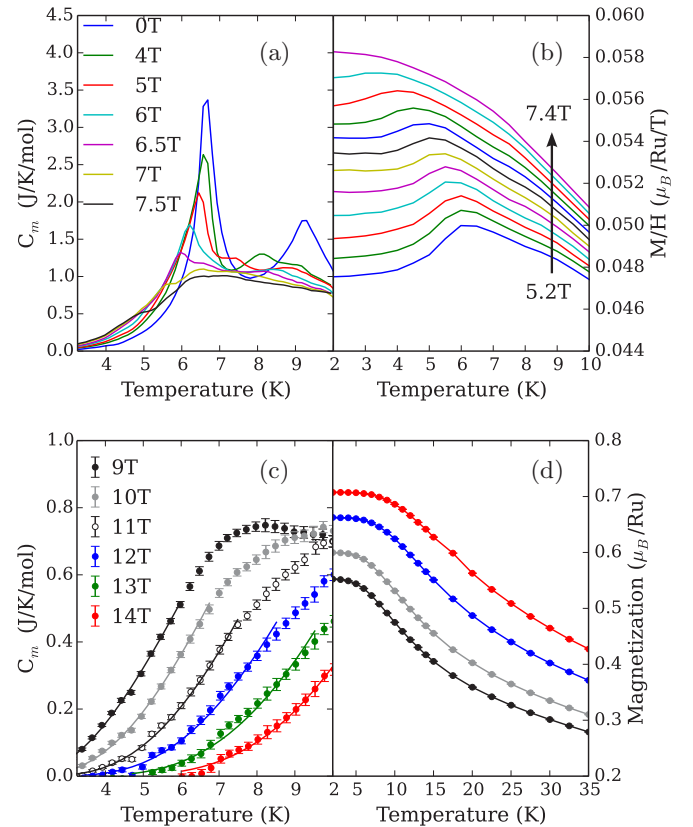 4.5
4.0
3.5
3.0
2.5
2.0
1.5
1.0
0.5
0.0
C_m (J/K/mol)
0T
4T
5T
6T
6.5T
7T
7.5T
(a)
4 5 6 7 8 9
Temperature (K)
(b)
7.4T
5.2T
2 3 4 5 6 7 8 9 10
Temperature (K)
0.060
0.058
0.056
0.054
0.052
0.050
0.048
0.046
0.044
M/H (μ_B/Ru/T)
1.0
0.8
0.6
0.4
0.2
0.0
C_m (J/K/mol)
9T
10T
11T
12T
13T
14T
(c)
4 5 6 7 8 9
Temperature (K)
(d)
2 5 10 15 20 25 30 35
Temperature (K)
0.8
0.7
0.6
0.5
0.4
0.3
0.2
Magnetization (μ_B/Ru)